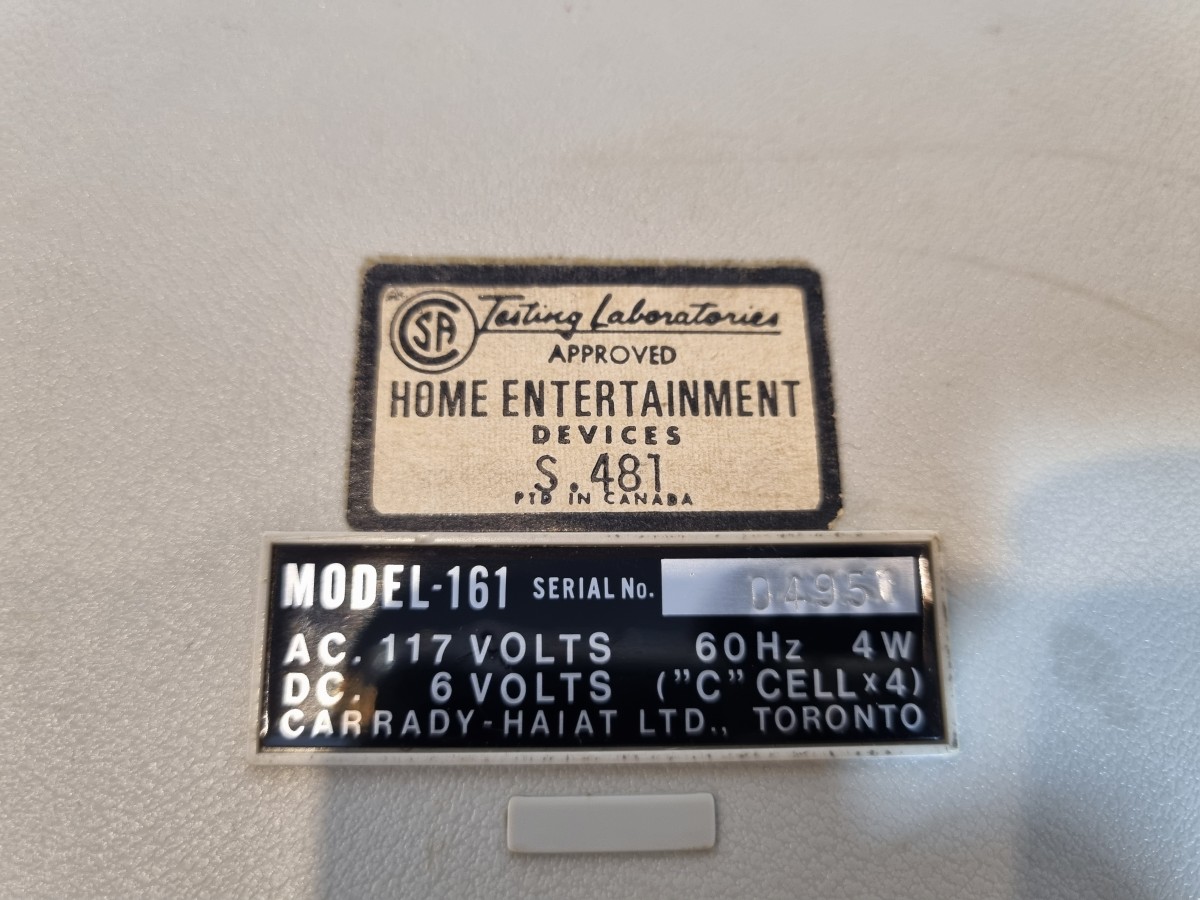 CSA Testing Laboratories
APPROVED
HOME ENTERTAINMENT
DEVICES
S. 481
PTD IN CANADA
MODEL-161 SERIAL No.
AC. 117 VOLTS 60Hz 4W
DC. 6 VOLTS ("C" CELL x 4)
CARRADY-HAIAT LTD., TORONTO